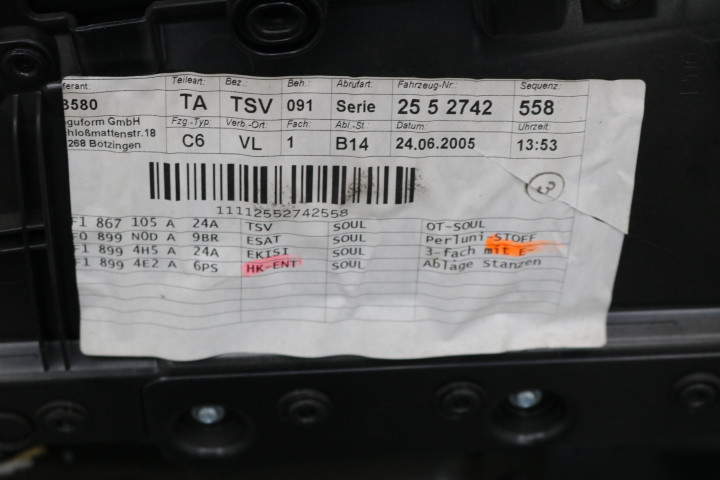 ferant: Teileart: Bez.: Beh.: Abrufart: Fahrzeug-Nr.: Sequenz:
3580 TA TSV 091 Serie 25 5 2742 558
guform GmbH Fzg.-Typ: Verb.-Ort: Fach: Abl.-St.: Datum: Uhrzeit:
chloßmattenstr.18 C6 VL 1 B14 24.06.2005 13:53
268 Bötzingen
11112552742558
F1 867 105 A 24A TSV SOUL OT-SOUL
F0 899 N0D A 9BR ESAT SOUL Perluni-STOFF
F1 899 4H5 A 24A EKISI SOUL 3-fach mit E-
F1 899 4E2 A 6PS HK-ENT SOUL Ablage Stanzen